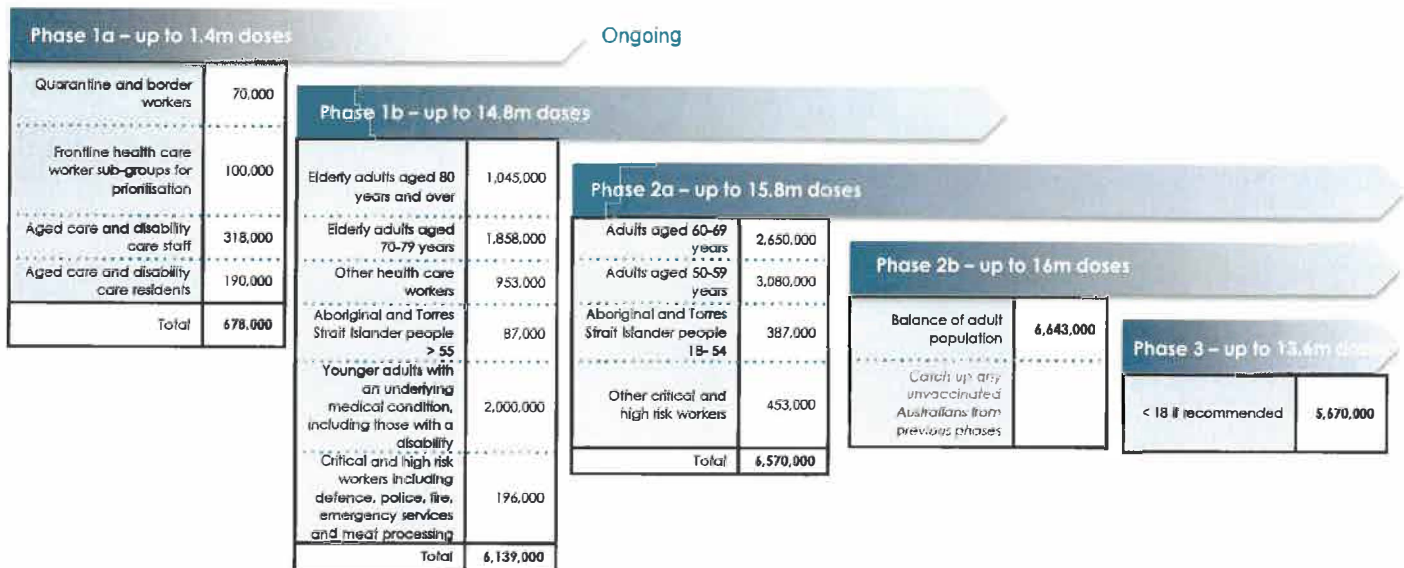 Phase 1a – up to 1.4m doses
Ongoing
Quarantine and border
workers
70,000
Frontline health care
worker sub-groups for
prioritisation
100,000
Aged care and disability
care staff
318,000
Aged care and disability
care residents
190,000
Total
678,000
Phase 1b – up to 14.8m doses
Elderly adults aged 80
years and over
1,045,000
Elderly adults aged
70-79 years
1,858,000
Other health care
workers
953,000
Aboriginal and Torres
Strait Islander people
> 55
87,000
Younger adults with
an underlying
medical condition,
including those with a
disability
2,000,000
Critical and high risk
workers including
defence, police, fire,
emergency services
and meat processing
196,000
Total
6,139,000
Phase 2a – up to 15.8m doses
Adults aged 60-69
years
2,650,000
Adults aged 50-59
years
3,080,000
Aboriginal and Torres
Strait Islander people
18- 54
387,000
Other critical and
high risk workers
453,000
Total
6,570,000
Phase 2b – up to 16m doses
Balance of adult
population
6,643,000
Catch up any
unvaccinated
Australians from
previous phases
Phase 3 – up to 13.6m doses
< 18 if recommended
5,670,000